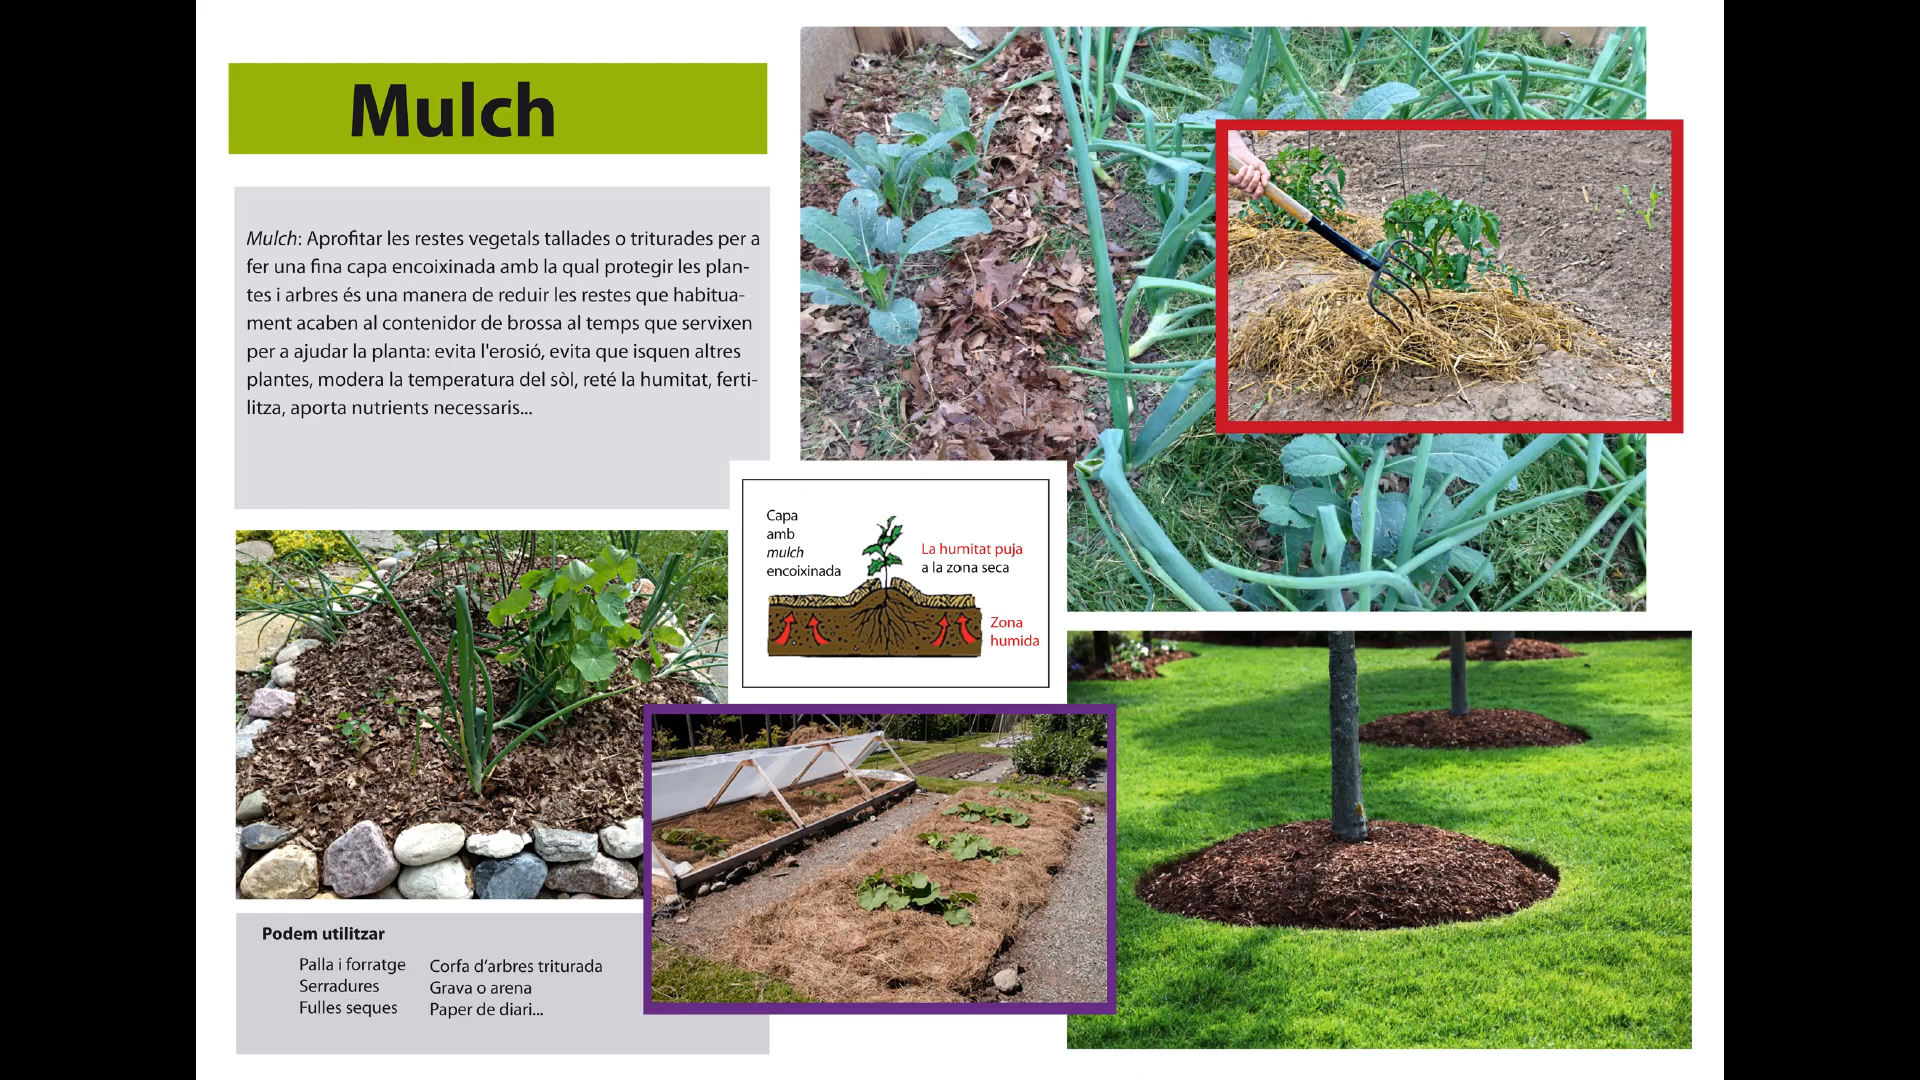 Mulch
Mulch: Aprofitar les restes vegetals tallades o triturades per a
fer una fina capa encoixinada amb la qual protegir les plan-
tes i arbres és una manera de reduir les restes que habitua-
ment acaben al contenidor de brossa al temps que servixen
per a ajudar la planta: evita l'erosió, evita que isquen altres
plantes, modera la temperatura del sòl, reté la humitat, ferti-
litza, aporta nutrients necessaris...
Capa
amb
mulch
encoixinada
La humitat puja
a la zona seca
Zona
humida
Podem utilitzar
Palla i forratge
Serradures
Fulles seques
Corfa d’arbres triturada
Grava o arena
Paper de diari...